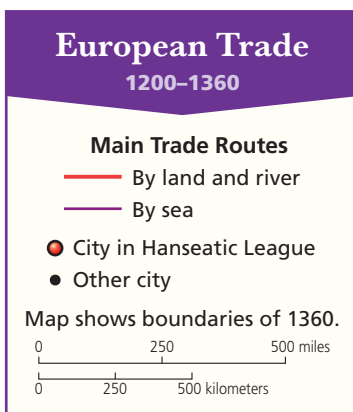 European Trade
1200–1360
Main Trade Routes
By land and river
By sea
City in Hanseatic League
Other city
Map shows boundaries of 1360.
0 250 500 miles
0 250 500 kilometers